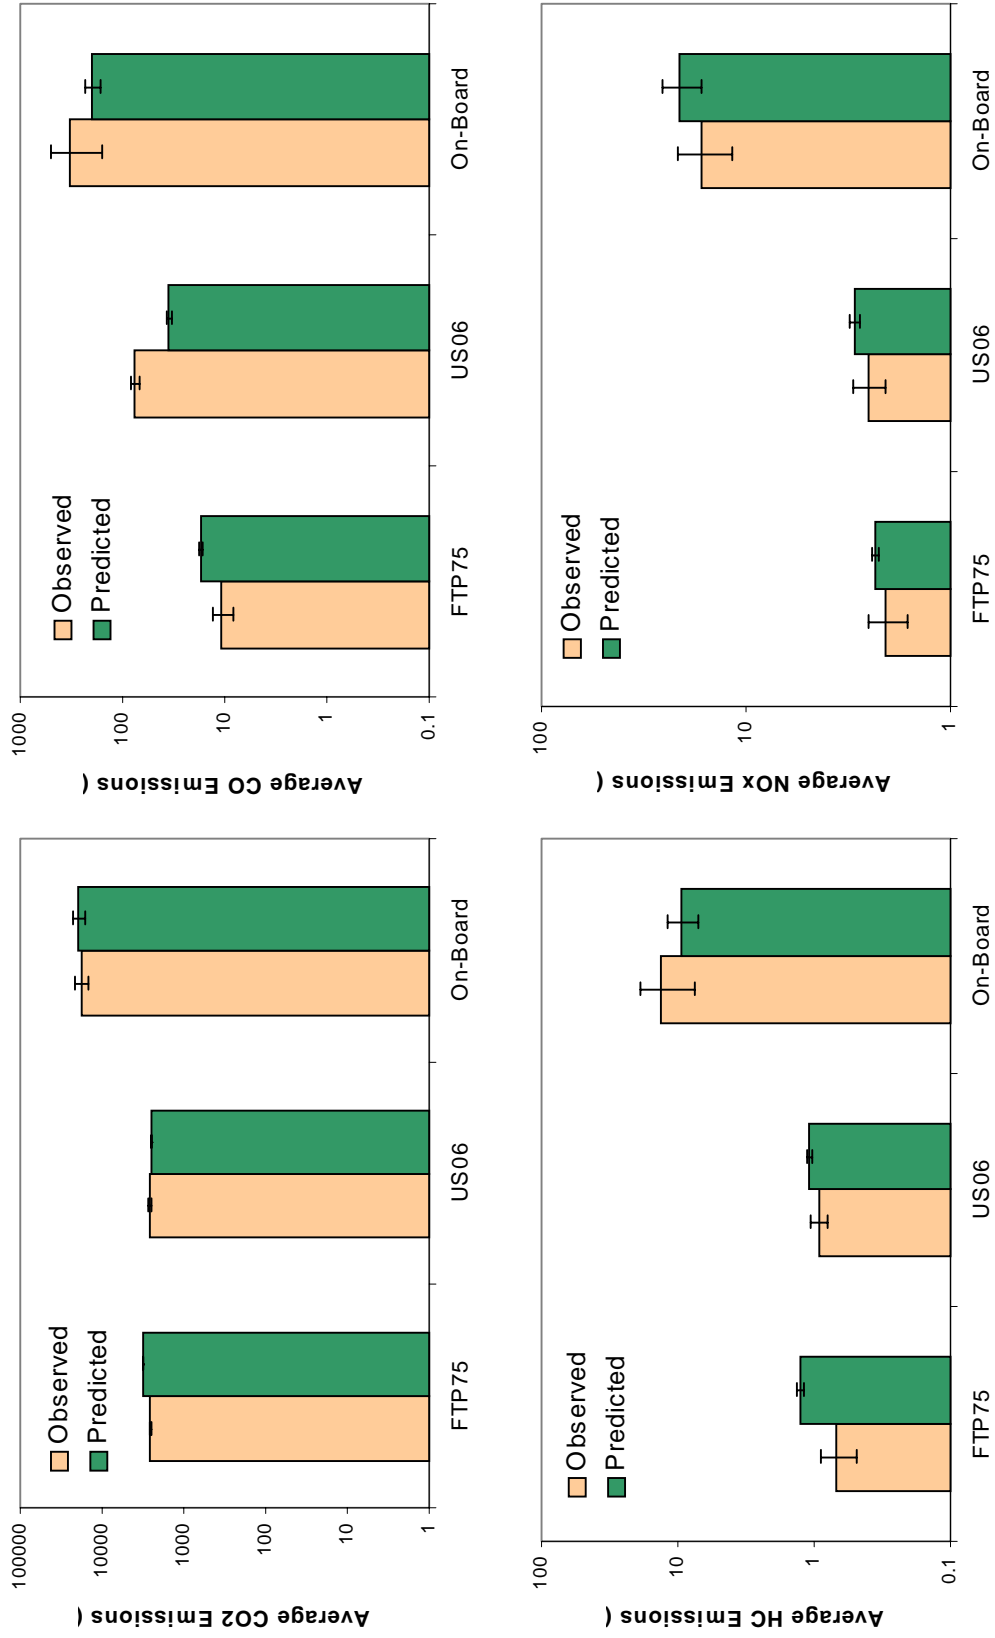 Average CO2 Emissions (
100000
10000
1000
100
10
1
Observed
Predicted
FTP75
US06
On-Board
Average CO Emissions (
1000
100
10
1
0.1
Observed
Predicted
FTP75
US06
On-Board
Average HC Emissions (
100
10
1
0.1
Observed
Predicted
FTP75
US06
On-Board
Average NOx Emissions (
100
10
1
Observed
Predicted
FTP75
US06
On-Board